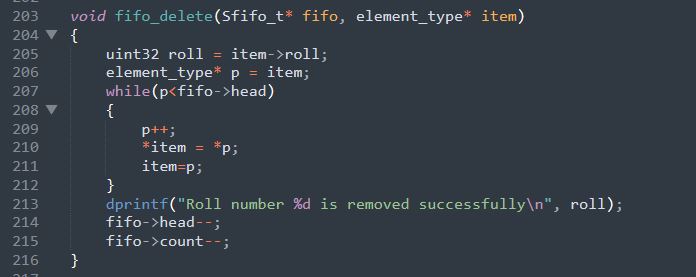 203 void fifo_delete(Sfifo_t* fifo, element_type* item)
204 {
205     uint32 roll = item->roll;
206     element_type* p = item;
207     while(p<fifo->head)
208     {
209         p++;
210         *item = *p;
211         item=p;
212     }
213     dprintf("Roll number %d is removed successfully\n", roll);
214     fifo->head--;
215     fifo->count--;
216 }